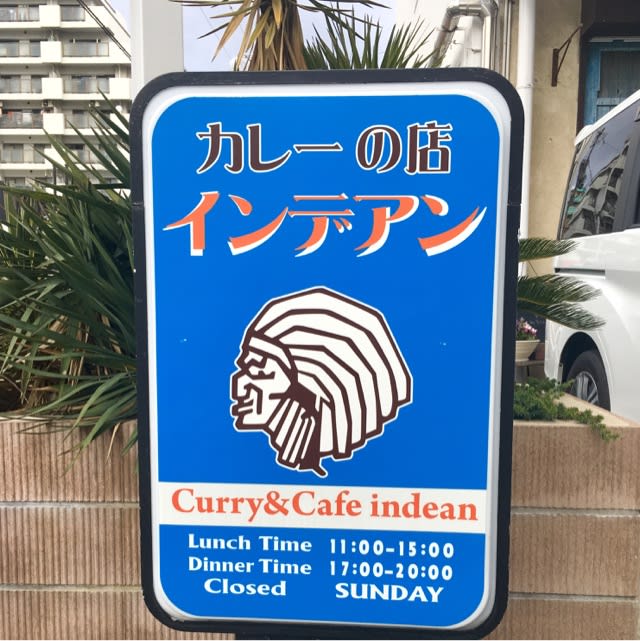 カレーの店
インデアン
Curry&Cafe indean
Lunch Time 11:00-15:00
Dinner Time 17:00-20:00
Closed SUNDAY